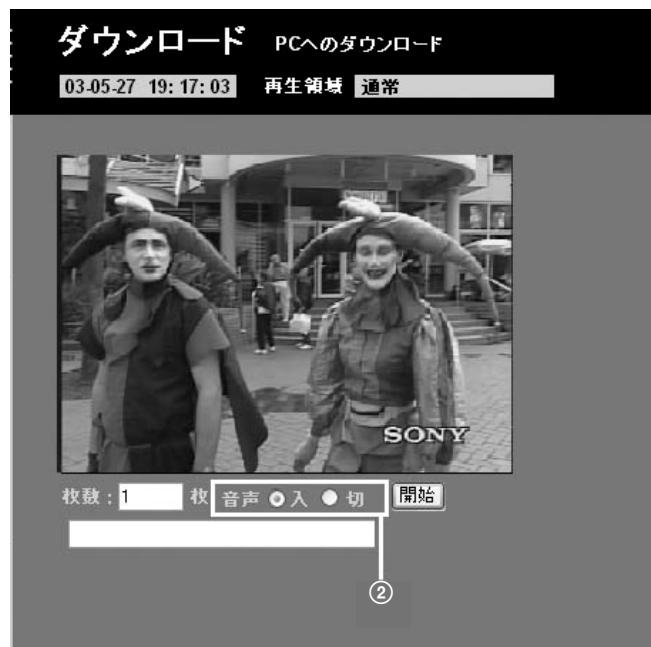 ダウンロード PCへのダウンロード
03-05-27 19:17:03 再生領域 通常
SONY
枚数：1 枚 音声 入 切 開始
②